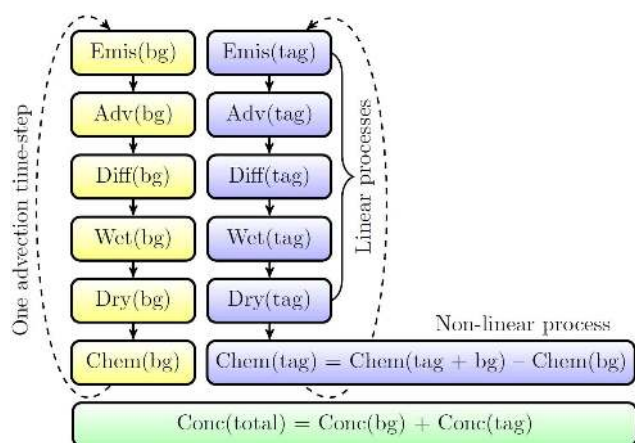 Emis(bg)
Emis(tag)
Adv(bg)
Adv(tag)
Diff(bg)
Diff(tag)
Wet(bg)
Wet(tag)
Dry(bg)
Dry(tag)
One advection time-step
Linear processes
Non-linear process
Chem(bg)
Chem(tag) = Chem(tag + bg) – Chem(bg)
Conc(total) = Conc(bg) + Conc(tag)